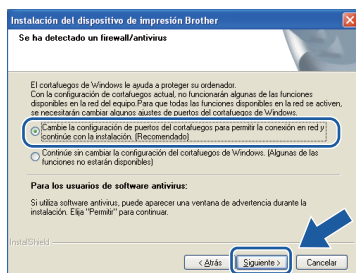 Instalación del dispositivo de impresión Brother
Se ha detectado un firewall/antivirus
El cortafuegos de Windows le ayuda a proteger su ordenador.
Con la configuración de cortafuegos actual, no funcionarán algunas de las funciones
disponibles en la red del equipo.Para que todas las funciones disponibles en la red se activen,
se necesitarán cambiar algunos ajustes de puertos del cortafuegos de Windows.
Cambie la configuración de puertos del cortafuegos para permitir la conexión en red y
continúe con la instalación. (Recomendado)
Continúe sin cambiar la configuración del cortafuegos de Windows. (Algunas de las
funciones no estarán disponibles)
Para los usuarios de software antivirus:
Si utiliza software antivirus, puede aparecer una ventana de advertencia durante la
instalación. Elija "Permitir" para continuar.
InstallShield
< Atrás
Siguiente >
Cancelar